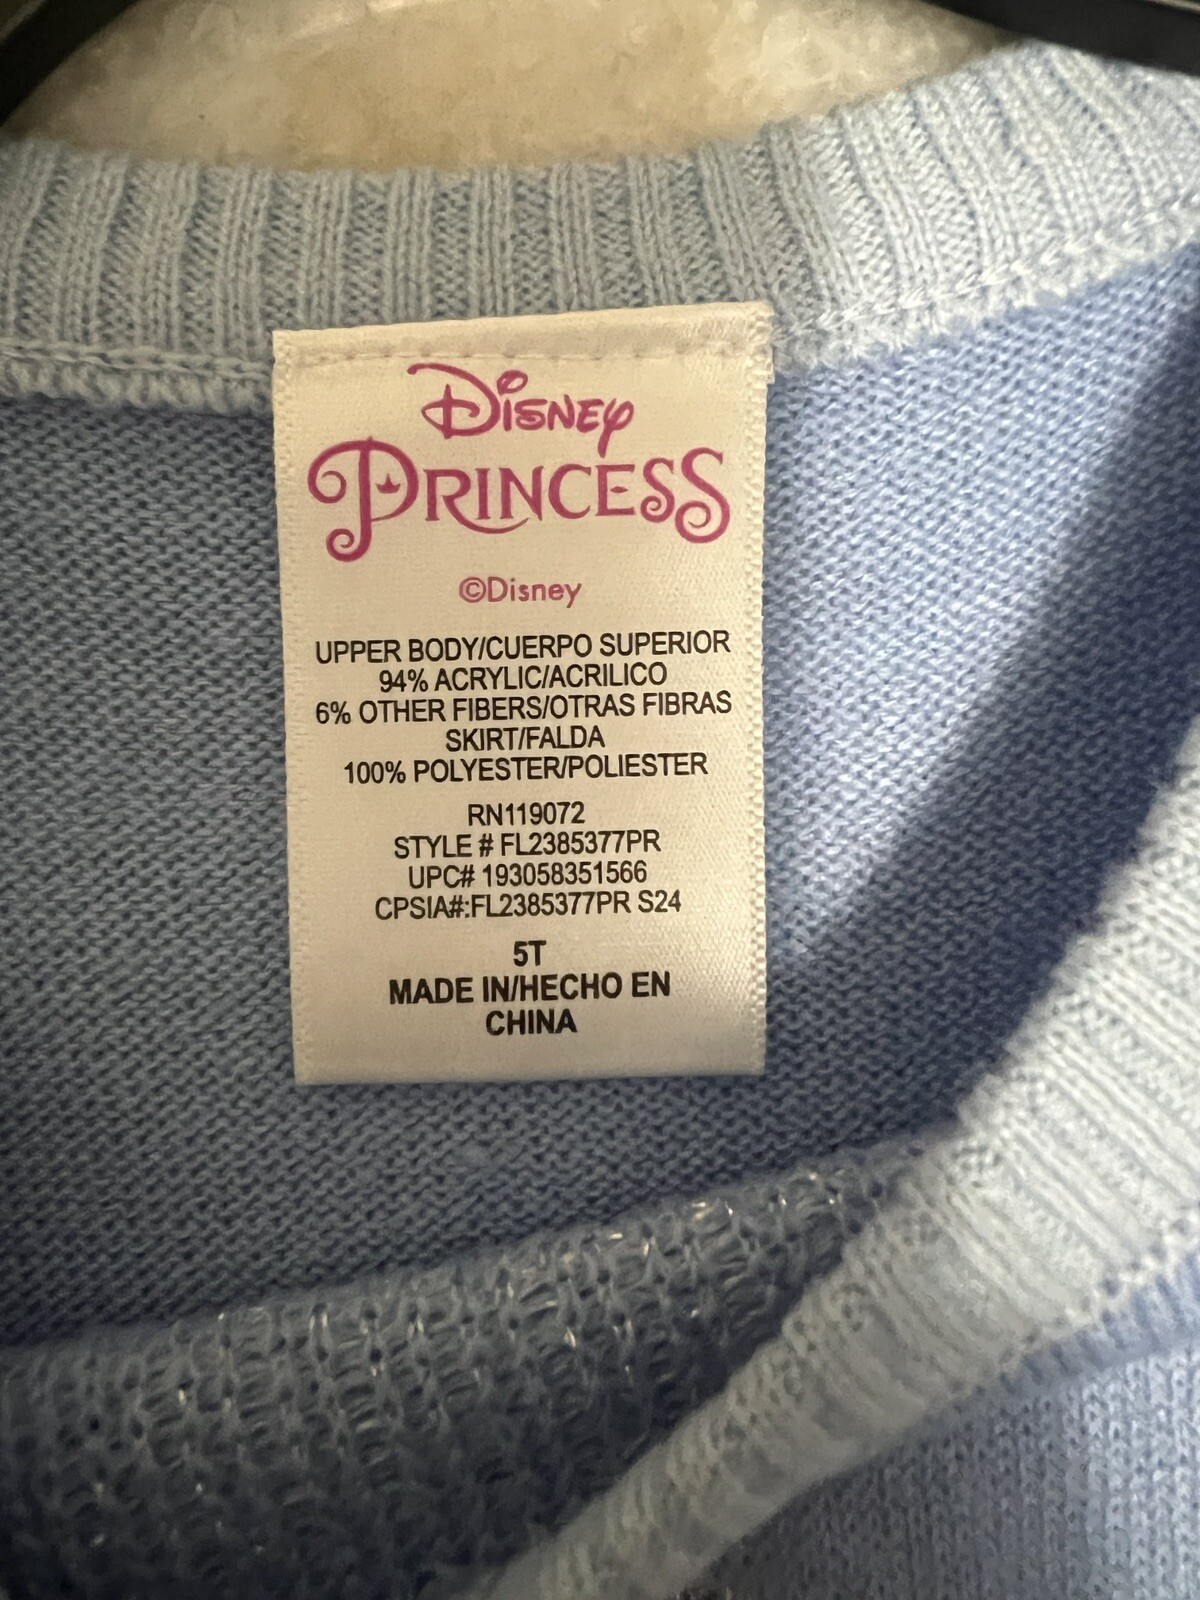 Disney
PRINCESS
©Disney
UPPER BODY/CUERPO SUPERIOR
94% ACRYLIC/ACRILICO
6% OTHER FIBERS/OTRAS FIBRAS
SKIRT/FALDA
100% POLYESTER/POLIESTER
RN119072
STYLE # FL2385377PR
UPC# 193058351566
CPSIA#:FL2385377PR S24
5T
MADE IN/HECHO EN
CHINA